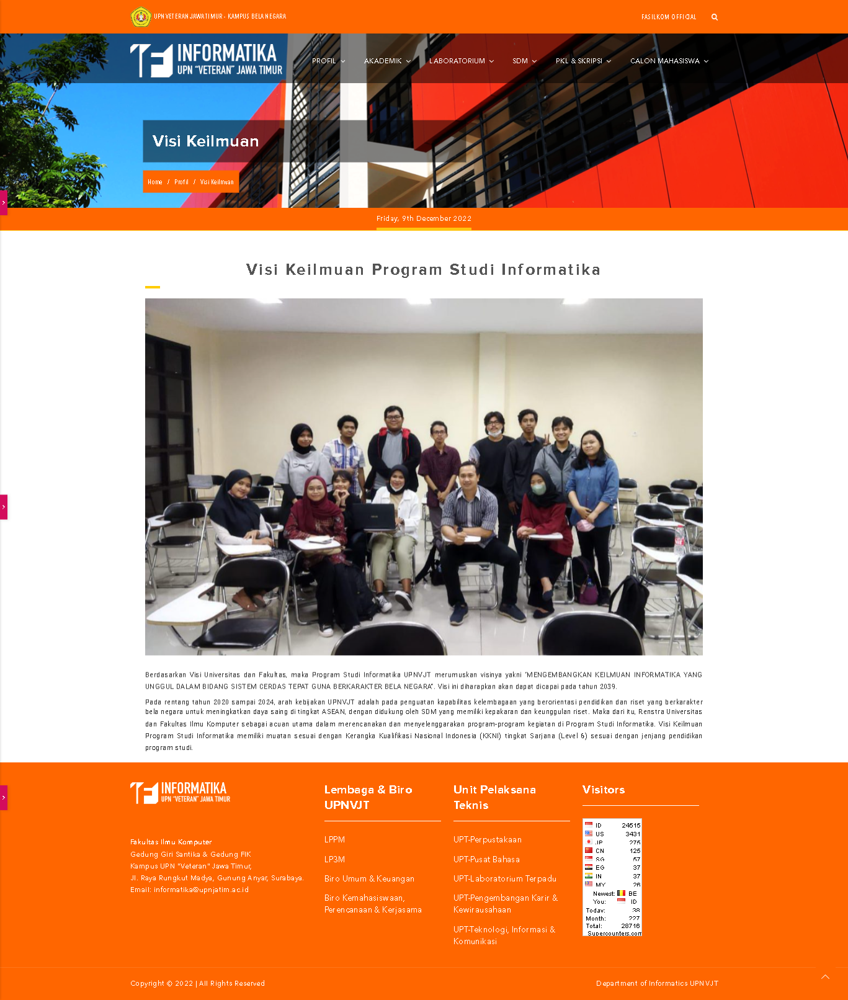 UPN VETERAN JAWA TIMUR - KAMPUS BELA NEGARA
FASILKOM OFFICIAL
INFORMATIKA
UPN "VETERAN" JAWA TIMUR
PROFIL
AKADEMIK
LABORATORIUM
SDM
PKL & SKRIPSI
CALON MAHASISWA
Visi Keilmuan
Home / Profil / Visi Keilmuan
Friday, 9th December 2022
Visi Keilmuan Program Studi Informatika
Berdasarkan Visi Universitas dan Fakultas, maka Program Studi Informatika UPNVJT merumuskan visinya yakni "MENGEMBANGKAN KEILMUAN INFORMATIKA YANG
UNGGUL DALAM BIDANG SISTEM CERDAS TEPAT GUNA BERKARAKTER BELA NEGARA". Visi ini diharapkan akan dapat dicapai pada tahun 2039.
Pada rentang tahun 2020 sampai 2024, arah kebijakan UPNVJT adalah pada penguatan kapabilitas kelembagaan yang berorientasi pendidikan dan riset yang berkarakter
bela negara untuk meningkatkan daya saing di tingkat ASEAN, dengan didukung oleh SDM yang memiliki kepakaran dan keunggulan riset. Maka dari itu, Renstra Universitas
dan Fakultas Ilmu Komputer sebagai acuan utama dalam merencanakan dan menyelenggarakan program-program kegiatan di Program Studi Informatika. Visi Keilmuan
Program Studi Informatika memiliki muatan sesuai dengan Kerangka Kualifikasi Nasional Indonesia (KKNI) tingkat Sarjana (Level 6) sesuai dengan jenjang pendidikan
program studi.
INFORMATIKA
UPN "VETERAN" JAWA TIMUR
Fakultas Ilmu Komputer
Gedung Giri Santika & Gedung FIK
Kampus UPN "Veteran" Jawa Timur,
Jl. Raya Rungkut Madya, Gunung Anyar, Surabaya.
Email: informatika@upnjatim.ac.id
Lembaga & Biro
UPNVJT
LPPM
LP3M
Biro Umum & Keuangan
Biro Kemahasiswaan,
Perencanaan & Kerjasama
Unit Pelaksana
Teknis
UPT-Perpustakaan
UPT-Pusat Bahasa
UPT-Laboratorium Terpadu
UPT-Pengembangan Karir &
Kewirausahaan
UPT-Teknologi, Informasi &
Komunikasi
Visitors
ID 24515
US 3431
JP 275
CN 125
SG 57
EG 37
IN 37
MY 26
Newest: BE
You: ID
Today: 38
Month: 227
Total: 28716
Supercounters.com
Copyright © 2022 | All Rights Reserved
Department of Informatics UPNVJT